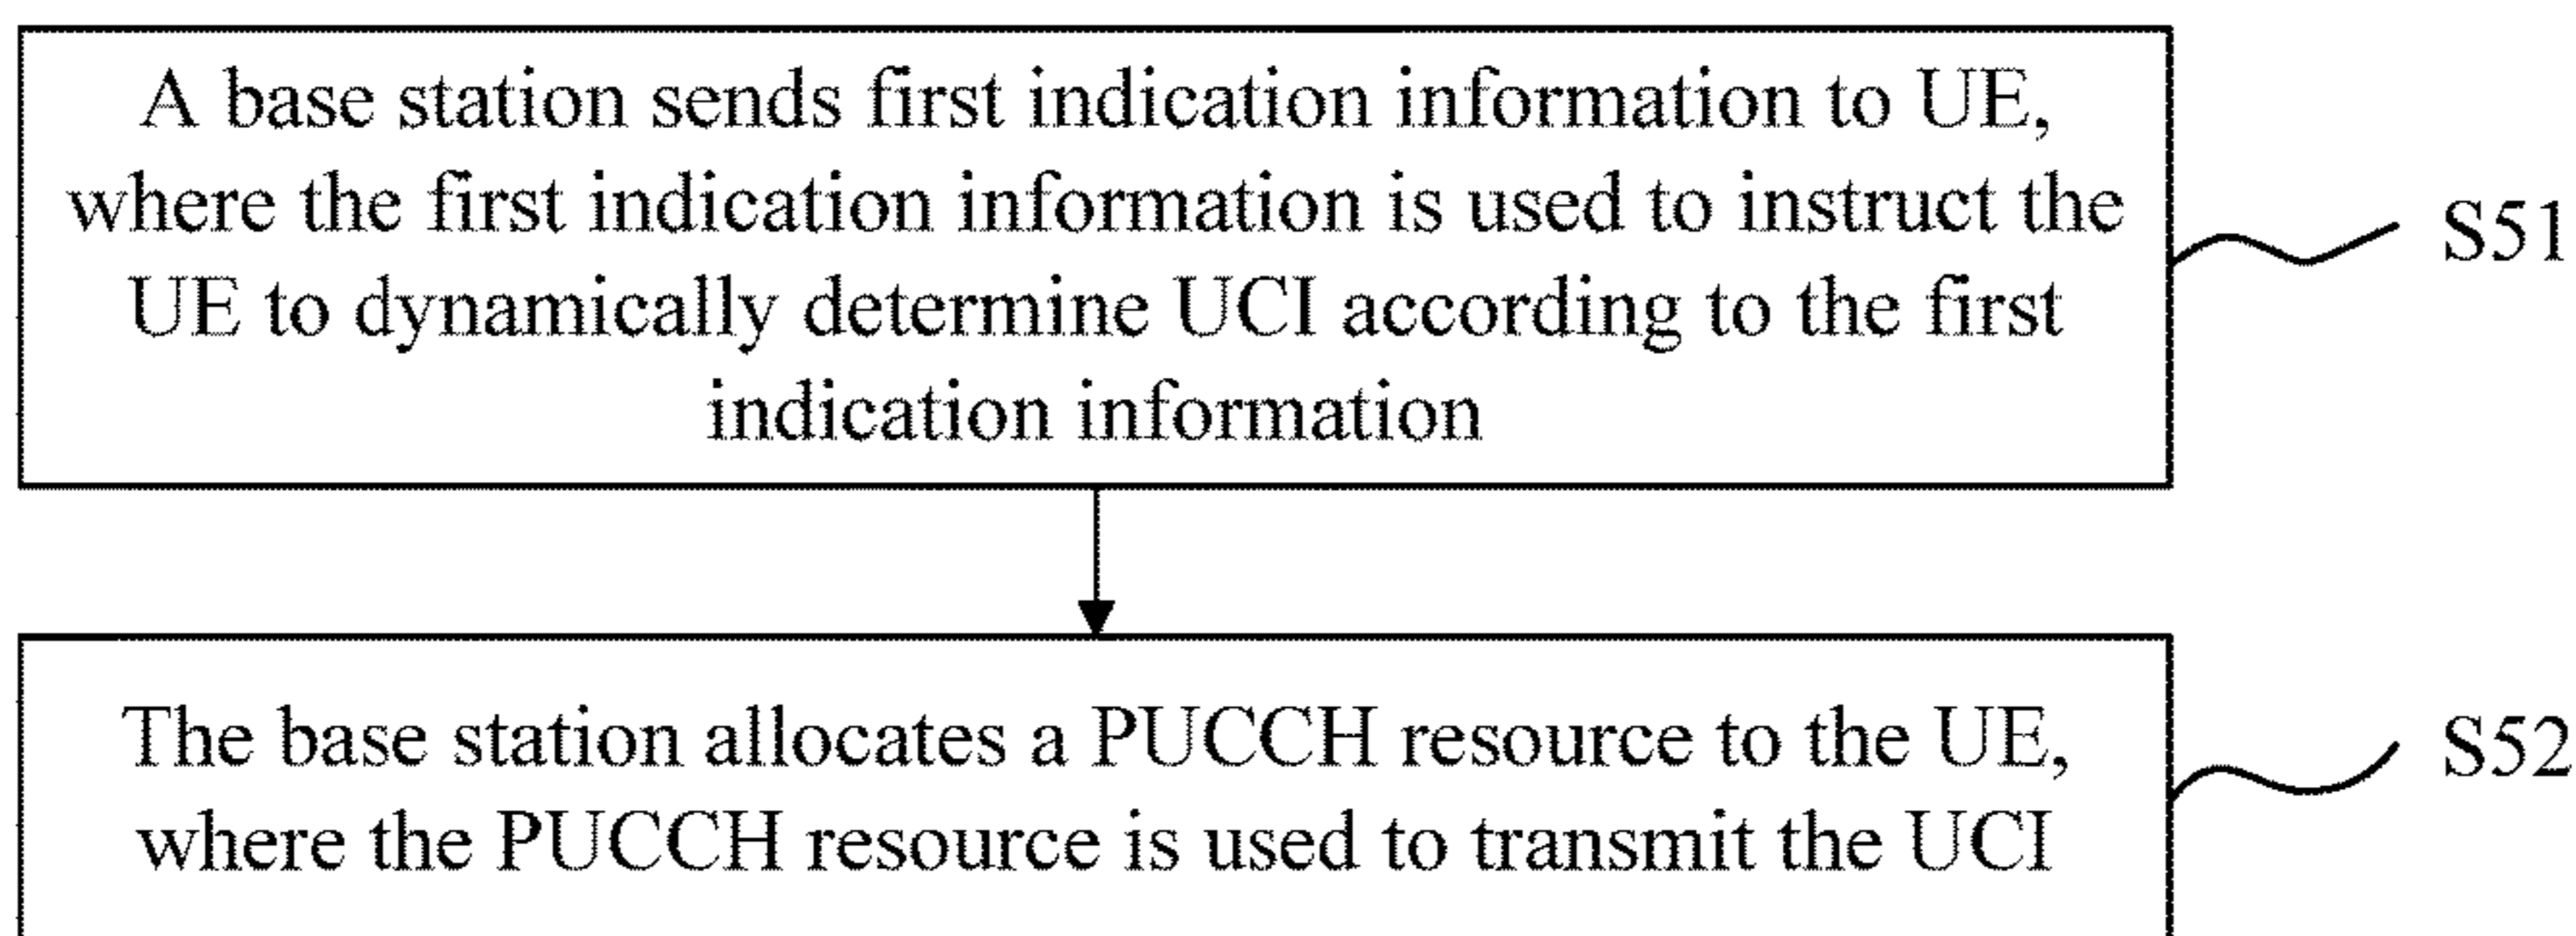 A base station sends first indication information to UE,
where the first indication information is used to instruct the
UE to dynamically determine UCI according to the first
indication information
S51
The base station allocates a PUCCH resource to the UE,
where the PUCCH resource is used to transmit the UCI
S52